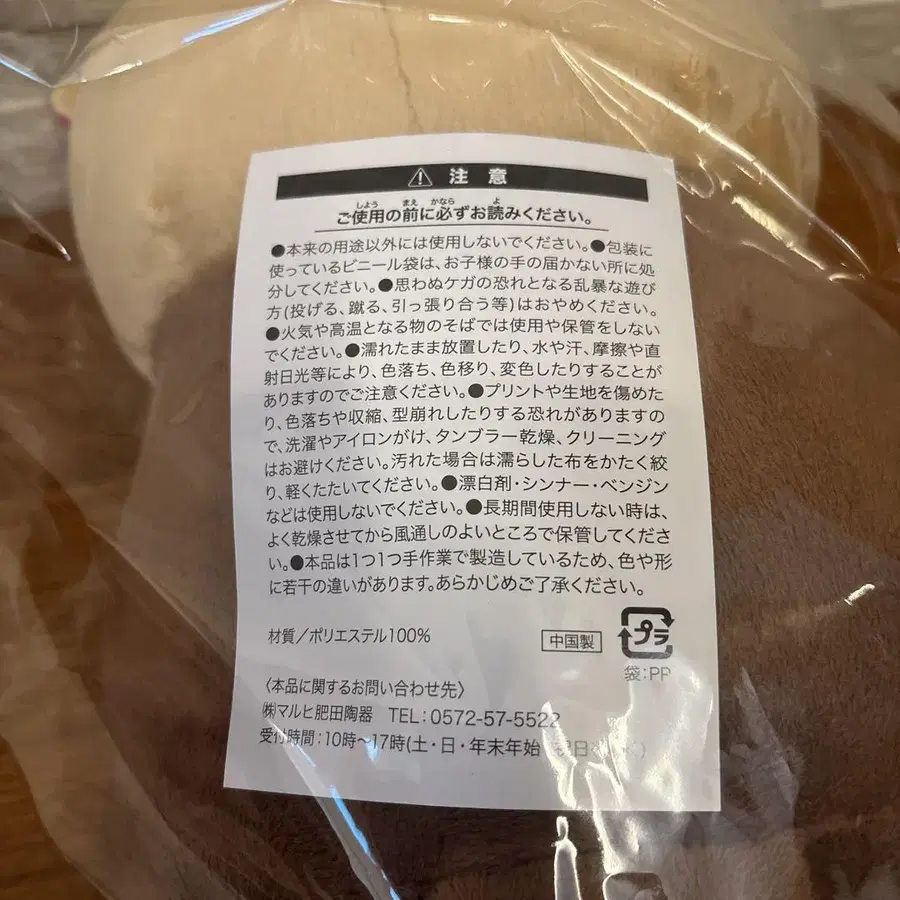 ⚠ 注意
ご使用の前に必ずお読みください。
しよう まえ かなら よ
●本来の用途以外には使用しないでください。●包装に
使っているビニール袋は、お子様の手の届かない所に処
分してください。●思わぬケガの恐れとなる乱暴な遊び
方(投げる、蹴る、引っ張り合う等)はおやめください。
●火気や高温となる物のそばでは使用や保管をしない
でください。●濡れたまま放置したり、水や汗、摩擦や直
射日光等により、色落ち、色移り、変色したりすることが
ありますのでご注意ください。●プリントや生地を傷めた
り、色落ちや収縮、型崩れしたりする恐れがありますの
で、洗濯やアイロンがけ、タンブラー乾燥、クリーニング
はお避けください。汚れた場合は濡らした布をかたく絞
り、軽くたたいてください。●漂白剤・シンナー・ベンジン
などは使用しないでください。●長期間使用しない時は、
よく乾燥させてから風通しのよいところで保管してくださ
い。●本品は1つ1つ手作業で製造しているため、色や形
に若干の違いがあります。あらかじめご了承ください。
材質/ポリエステル100%
中国製
プラ
袋:PP
〈本品に関するお問い合わせ先〉
㈱マルヒ肥田陶器 TEL:0572-57-5522
受付時間:10時〜17時(土・日・年末年始